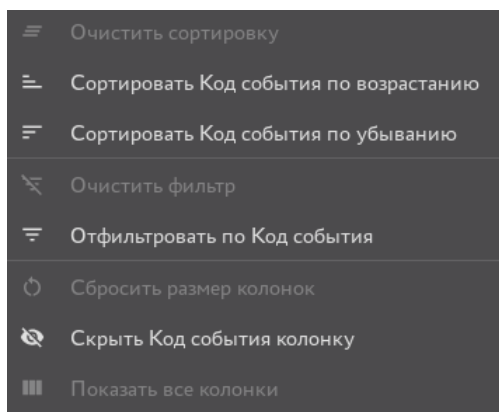 Очистить сортировку
Сортировать Код события по возрастанию
Сортировать Код события по убыванию
Очистить фильтр
Отфильтровать по Код события
Сбросить размер колонок
Скрыть Код события колонку
Показать все колонки